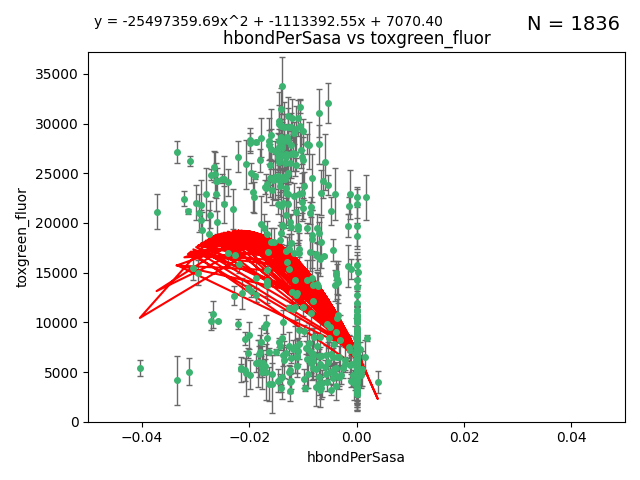 y = -25497359.69x^2 + -1113392.55x + 7070.40
N = 1836
hbondPerSasa vs toxgreen_fluor
35000
30000
25000
20000
15000
10000
5000
0
toxgreen_fluor
−0.04
−0.02
0.00
0.02
0.04
hbondPerSasa